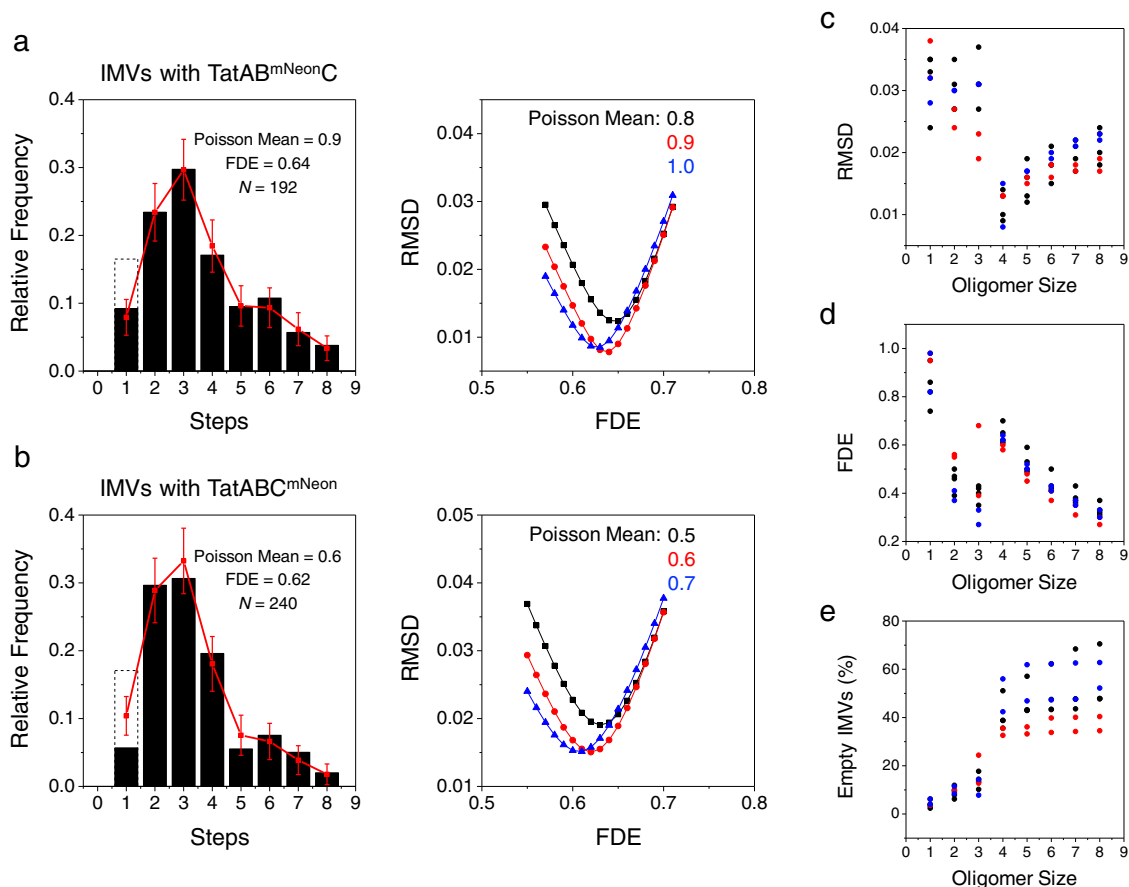 a
IMVs with TatAB^mNeon C
Relative Frequency
0.4
0.3
0.2
0.1
0.0
Poisson Mean = 0.9
FDE = 0.64
N = 192
0 1 2 3 4 5 6 7 8 9
Steps
RMSD
0.04
0.03
0.02
0.01
Poisson Mean: 0.8
0.9
1.0
0.5 0.6 0.7 0.8
FDE
b
IMVs with TatABC^mNeon
Relative Frequency
0.4
0.3
0.2
0.1
0.0
Poisson Mean = 0.6
FDE = 0.62
N = 240
0 1 2 3 4 5 6 7 8 9
Steps
RMSD
0.05
0.04
0.03
0.02
0.01
Poisson Mean: 0.5
0.6
0.7
0.5 0.6 0.7 0.8
FDE
c
RMSD
0.04
0.03
0.02
0.01
0 1 2 3 4 5 6 7 8 9
Oligomer Size
d
FDE
1.0
0.8
0.6
0.4
0.2
0 1 2 3 4 5 6 7 8 9
Oligomer Size
e
Empty IMVs (%)
80
60
40
20
0
0 1 2 3 4 5 6 7 8 9
Oligomer Size